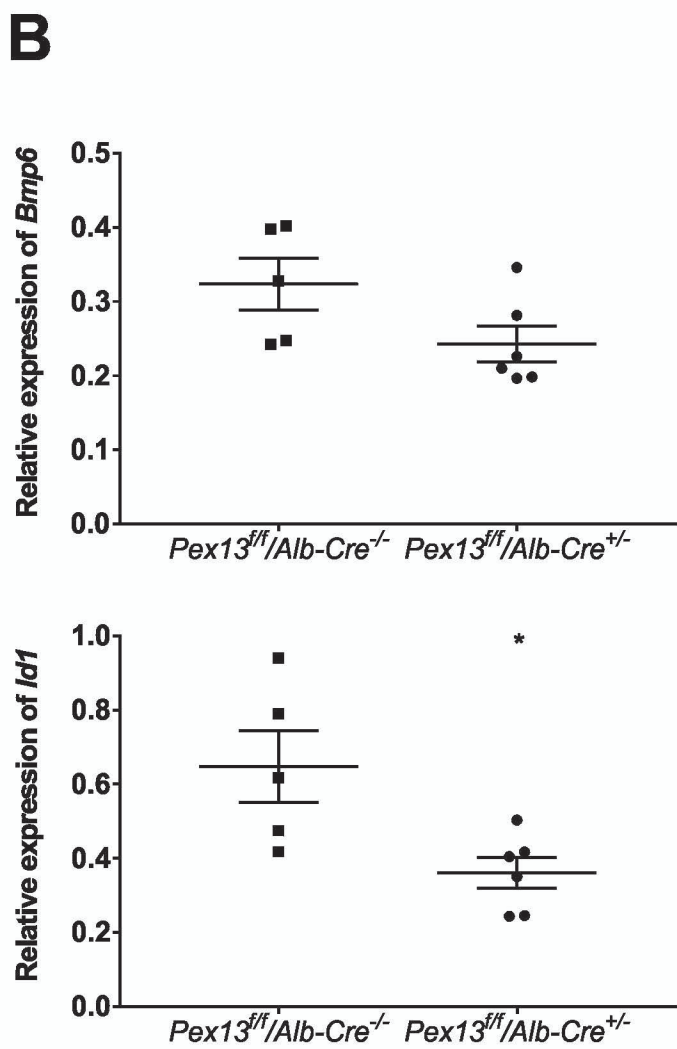 B
Relative expression of Bmp6
0.5
0.4
0.3
0.2
0.1
0.0
Pex13f/f/Alb-Cre-/- Pex13f/f/Alb-Cre+/-
Relative expression of Id1
1.0
*
0.8
0.6
0.4
0.2
0.0
Pex13f/f/Alb-Cre-/- Pex13f/f/Alb-Cre+/-